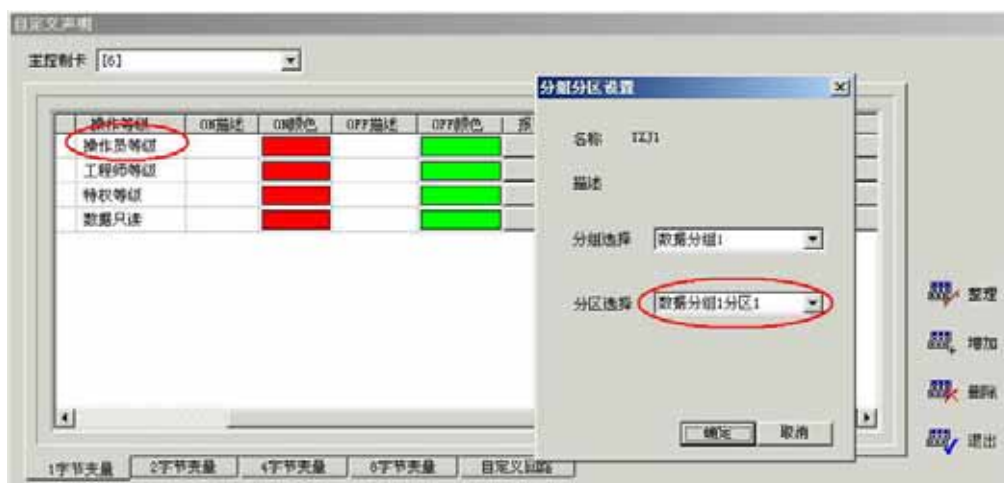 自定义声明
主控制卡 [6]
操作等级 ON描述 ON颜色 OFF描述 OFF颜色 报
操作员等级
工程师等级
特权等级
数据只读
分组分区设置
名称
描述
分组选择 数据分组1
分区选择 数据分组1分区1
确定 取消
整理
增加
删除
退出
1字节变量 2字节变量 4字节变量 8字节变量 自定义回路